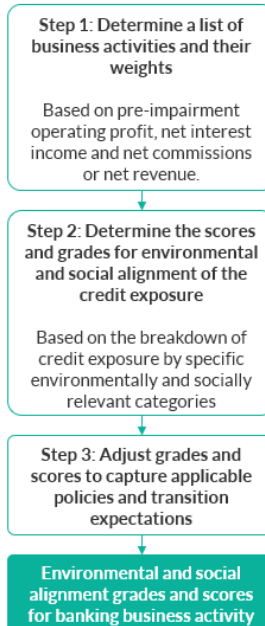 Step 1: Determine a list of
business activities and their
weights
Based on pre-impairment
operating profit, net interest
income and net commissions
or net revenue.
Step 2: Determine the scores
and grades for environmental
and social alignment of the
credit exposure
Based on the breakdown of
credit exposure by specific
environmentally and socially
relevant categories
Step 3: Adjust grades and
scores to capture applicable
policies and transition
expectations
Environmental and social
alignment grades and scores
for banking business activity